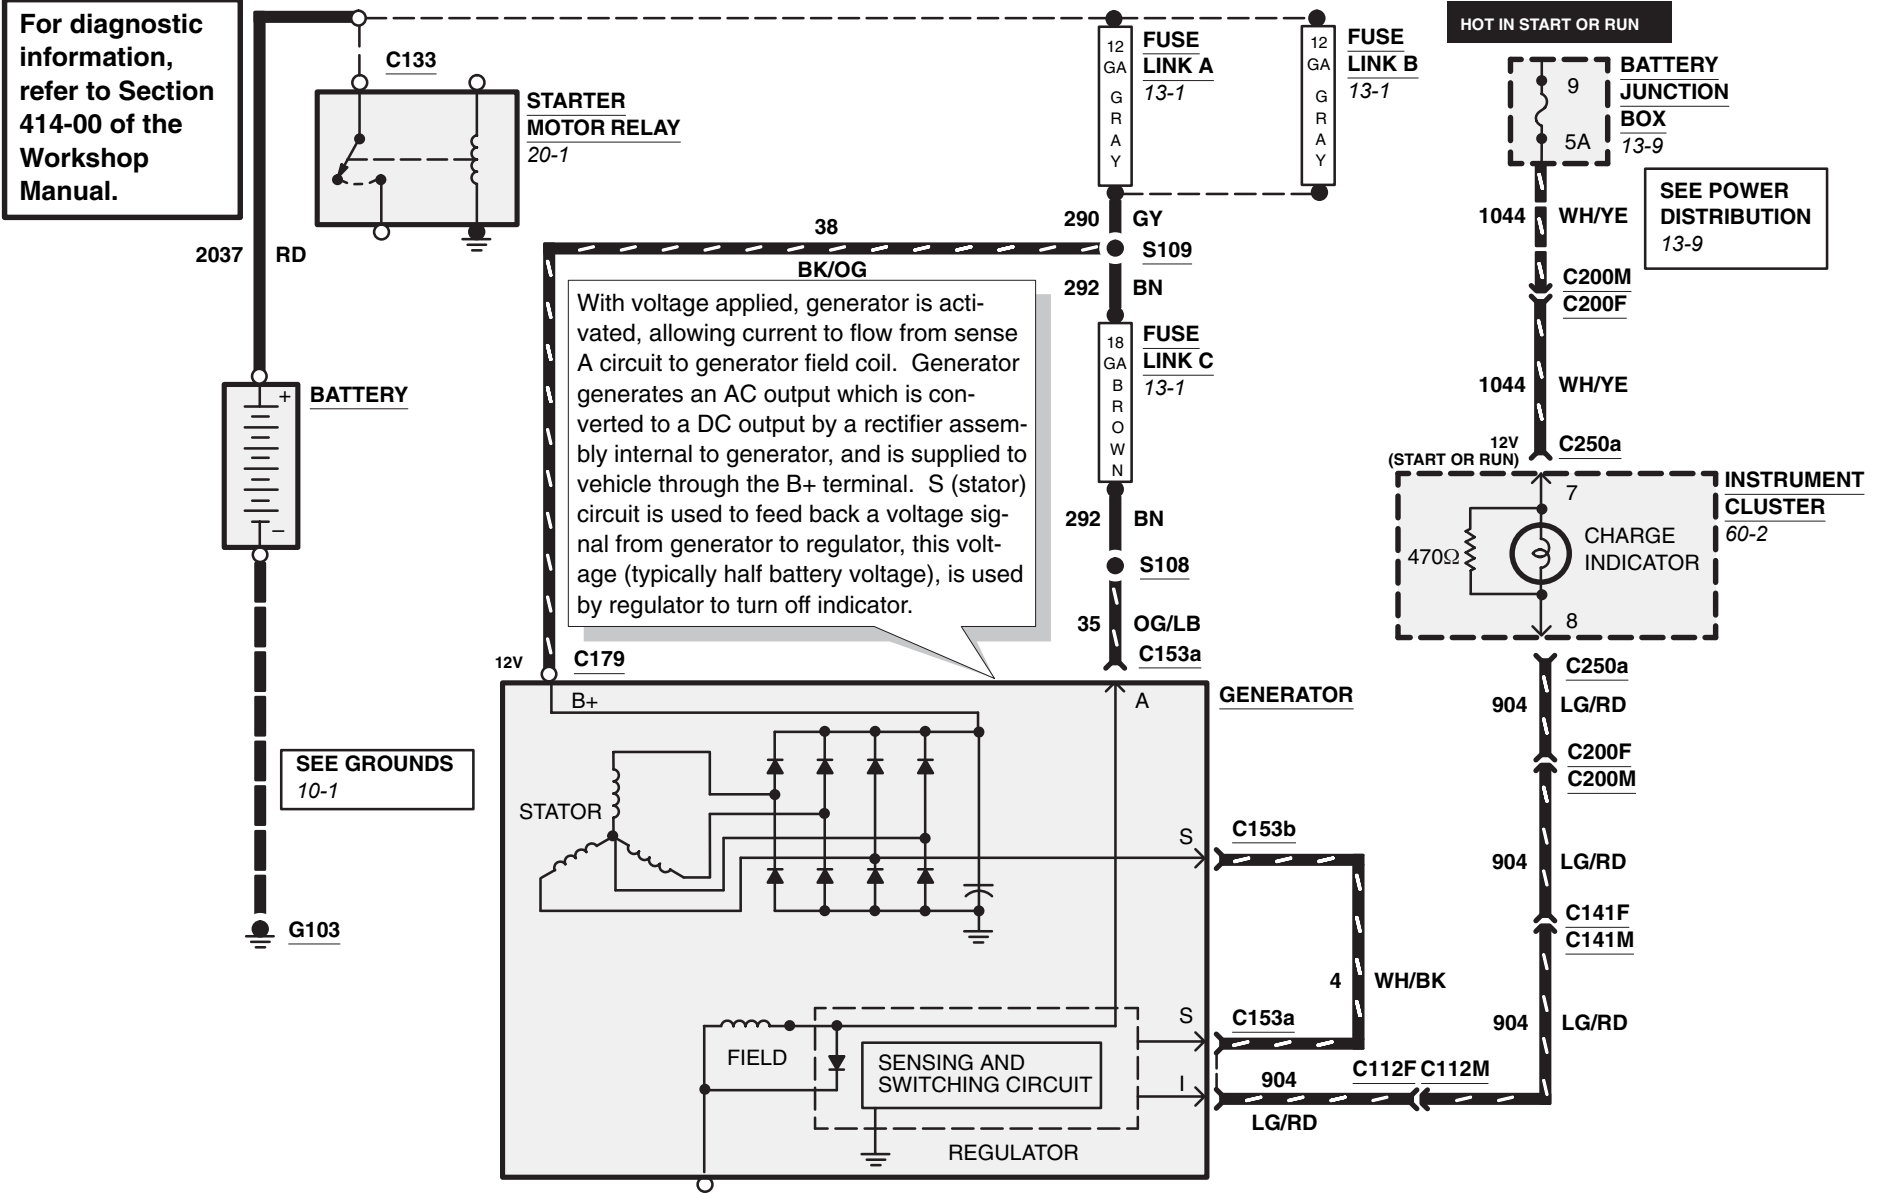 For diagnostic
information,
refer to Section
414-00 of the
Workshop
Manual.
C133
STARTER
MOTOR RELAY
20-1
12
GA
G
R
A
Y
FUSE
LINK A
13-1
12
GA
G
R
A
Y
FUSE
LINK B
13-1
HOT IN START OR RUN
9
5A
BATTERY
JUNCTION
BOX
13-9
SEE POWER
DISTRIBUTION
13-9
1044 WH/YE
C200M
C200F
1044 WH/YE
12V
(START OR RUN)
C250a
2037 RD
38
BK/OG
290 GY
S109
292 BN
18
GA
B
R
O
W
N
FUSE
LINK C
13-1
292 BN
S108
35 OG/LB
C153a
BATTERY
+
–
SEE GROUNDS
10-1
G103
With voltage applied, generator is acti-
vated, allowing current to flow from sense
A circuit to generator field coil. Generator
generates an AC output which is con-
verted to a DC output by a rectifier assem-
bly internal to generator, and is supplied to
vehicle through the B+ terminal. S (stator)
circuit is used to feed back a voltage sig-
nal from generator to regulator, this volt-
age (typically half battery voltage), is used
by regulator to turn off indicator.
7
470Ω
CHARGE
INDICATOR
8
INSTRUMENT
CLUSTER
60-2
C250a
904 LG/RD
C200F
C200M
904 LG/RD
C141F
C141M
904 LG/RD
12V
C179
GENERATOR
B+
A
STATOR
S
C153b
4 WH/BK
S
C153a
FIELD
SENSING AND
SWITCHING CIRCUIT
I
REGULATOR
904
LG/RD
C112F C112M